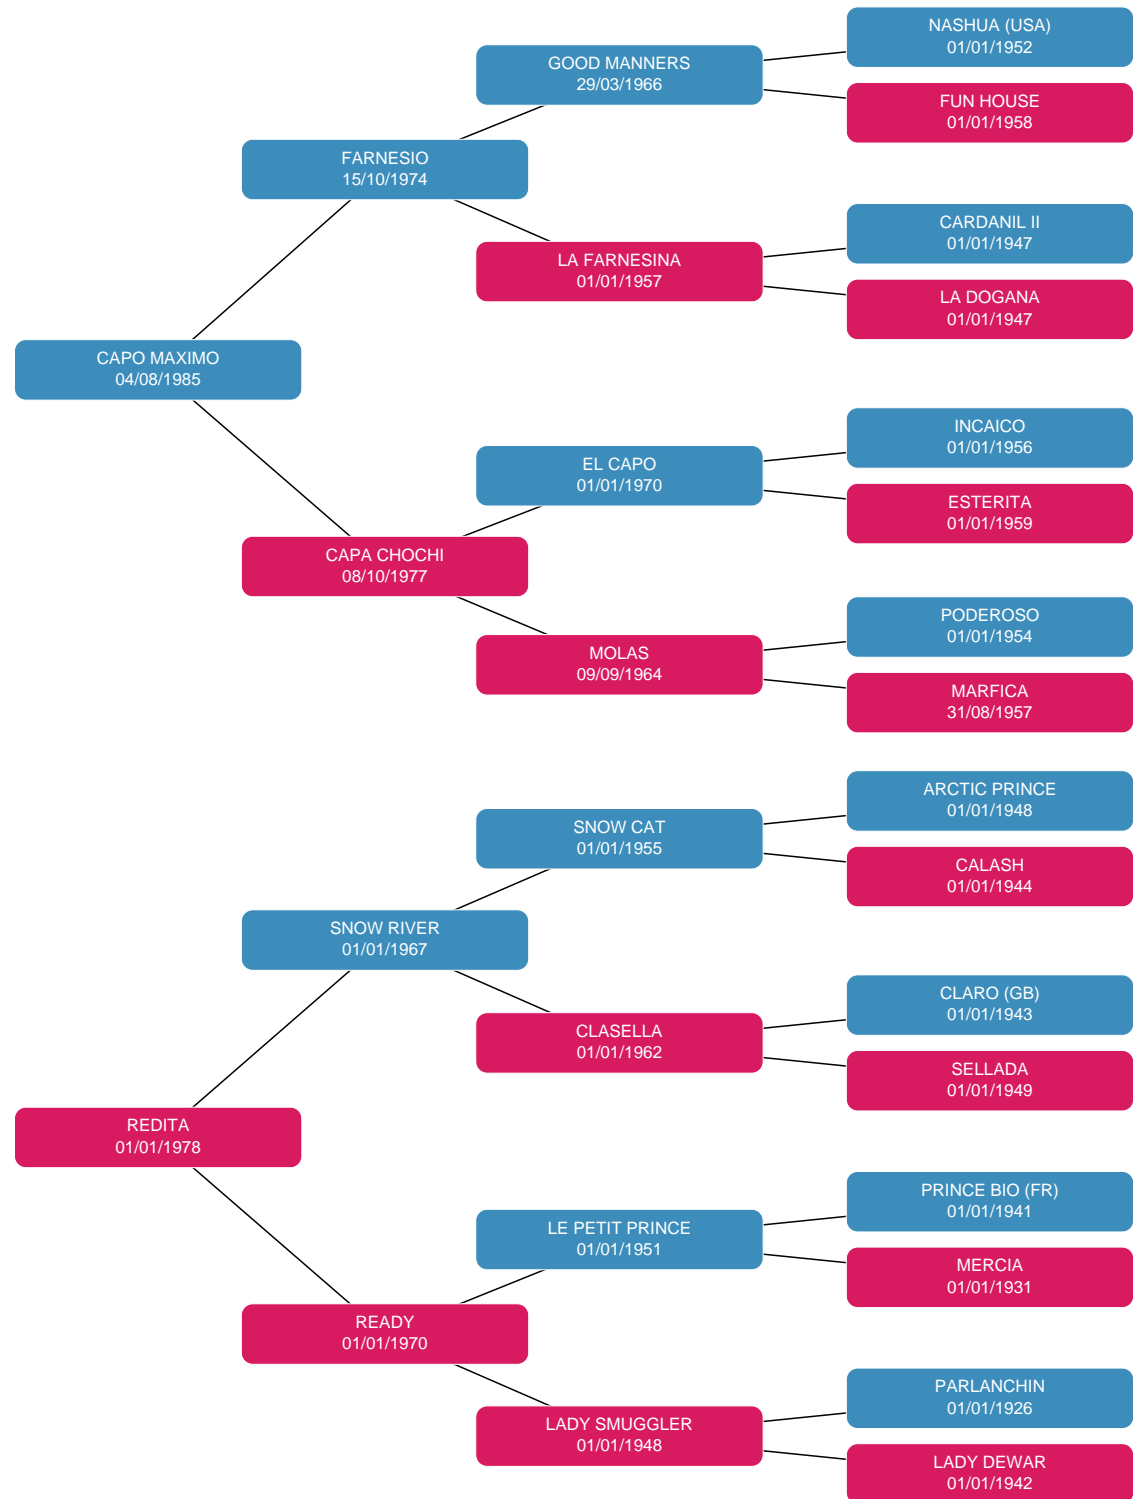 NASHUA (USA)
01/01/1952
GOOD MANNERS
29/03/1966
FUN HOUSE
01/01/1958
FARNESIO
15/10/1974
CARDANIL II
01/01/1947
LA FARNESINA
01/01/1957
LA DOGANA
01/01/1947
CAPO MAXIMO
04/08/1985
INCAICO
01/01/1956
EL CAPO
01/01/1970
ESTERITA
01/01/1959
CAPA CHOCHI
08/10/1977
PODEROSO
01/01/1954
MOLAS
09/09/1964
MARFICA
31/08/1957
ARCTIC PRINCE
01/01/1948
SNOW CAT
01/01/1955
CALASH
01/01/1944
SNOW RIVER
01/01/1967
CLARO (GB)
01/01/1943
CLASELLA
01/01/1962
SELLADA
01/01/1949
REDITA
01/01/1978
PRINCE BIO (FR)
01/01/1941
LE PETIT PRINCE
01/01/1951
MERCIA
01/01/1931
READY
01/01/1970
PARLANCHIN
01/01/1926
LADY SMUGGLER
01/01/1948
LADY DEWAR
01/01/1942